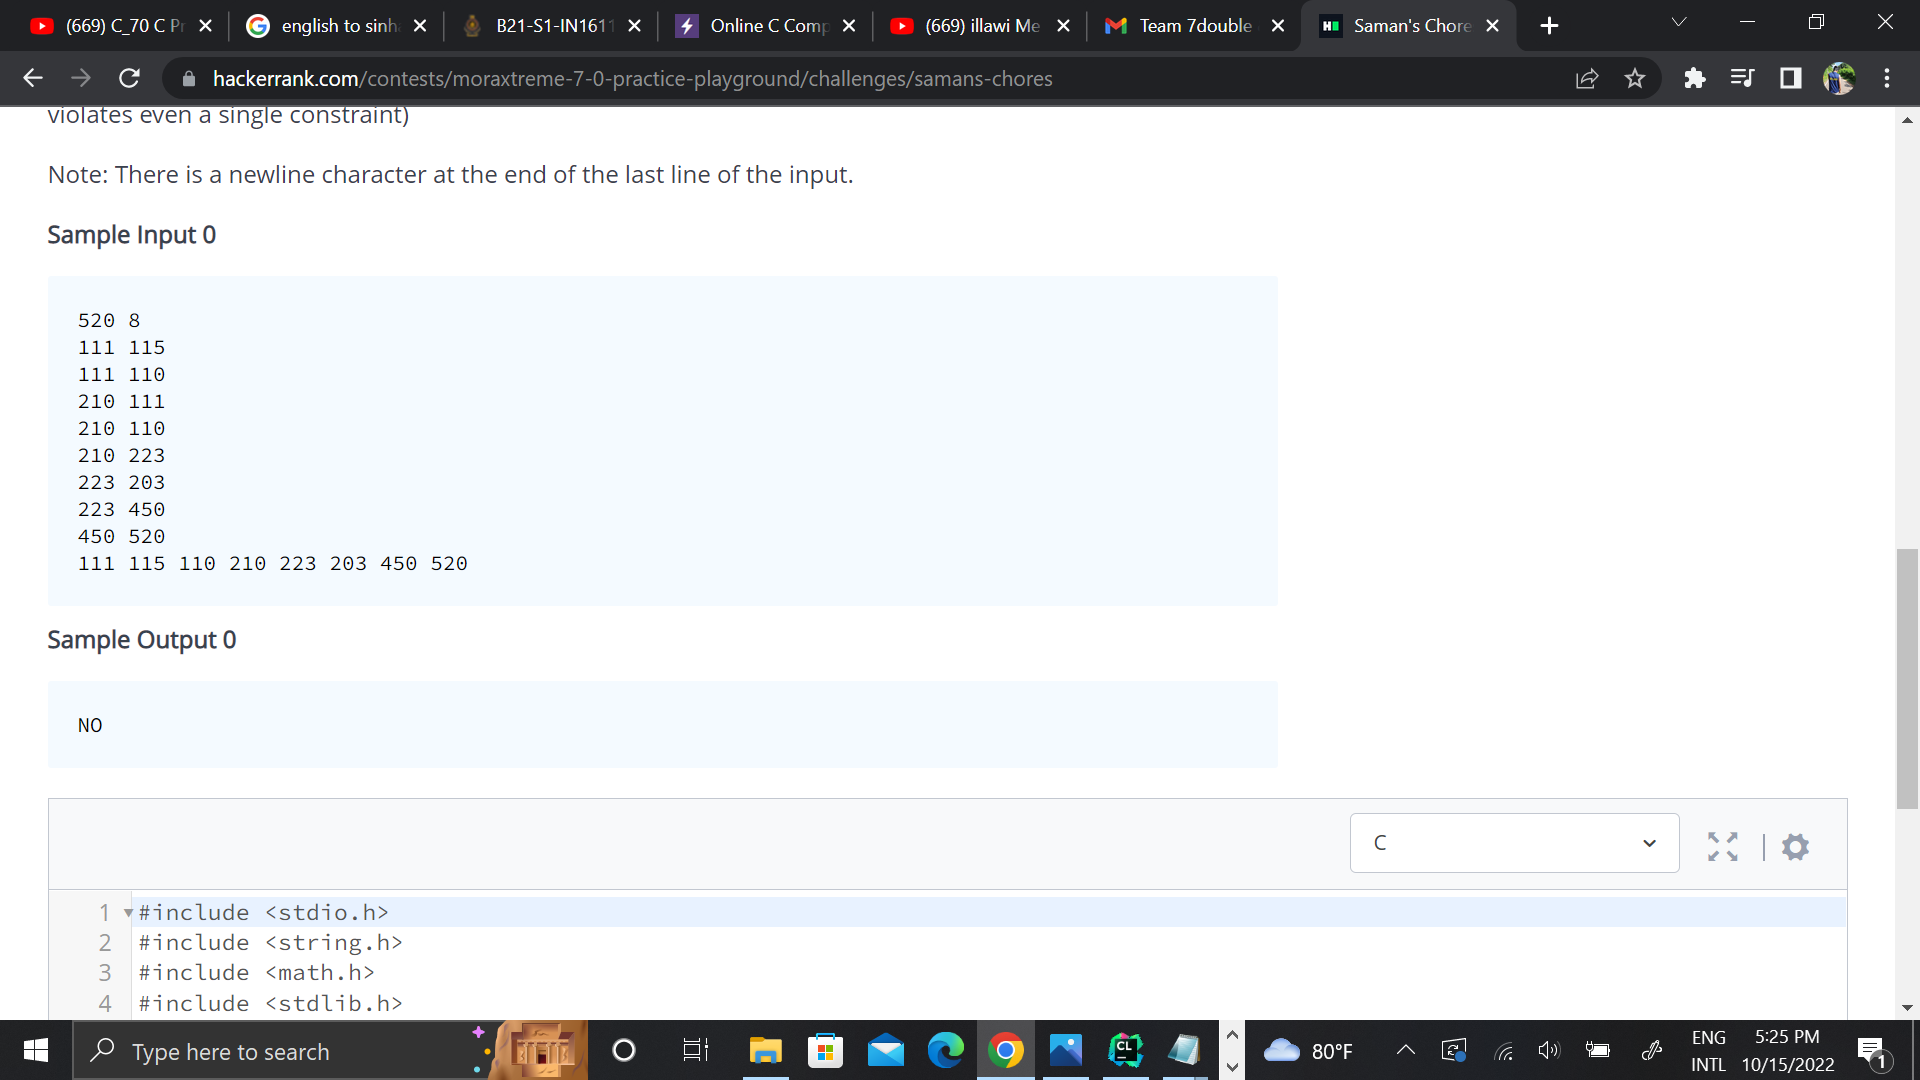 (669) C_70 C Pr
english to sinh
B21-S1-IN1611
Online C Comp
(669) illawi Me
Team 7double
Saman's Chore
hackerrank.com/contests/moraxtreme-7-0-practice-playground/challenges/samans-chores
violates even a single constraint)
Note: There is a newline character at the end of the last line of the input.
Sample Input 0
520 8
111 115
111 110
210 111
210 110
210 223
223 203
223 450
450 520
111 115 110 210 223 203 450 520
Sample Output 0
NO
C
1 #include <stdio.h>
2 #include <string.h>
3 #include <math.h>
4 #include <stdlib.h>
Type here to search
CL
80°F
ENG
INTL
5:25 PM
10/15/2022
1